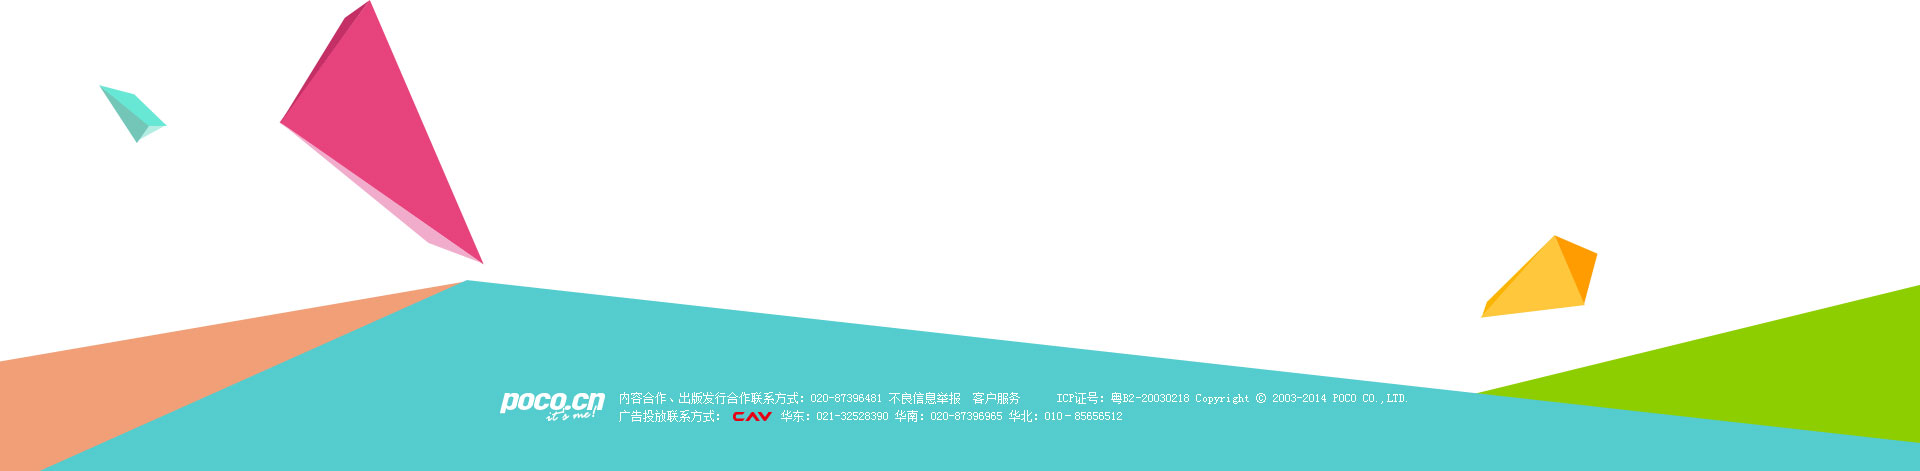 poco.cn
it's me!
内容合作、出版发行合作联系方式：020-87396481 不良信息举报 客户服务 ICP证号：粤B2-20030218 Copyright © 2003-2014 POCO CO.,LTD.
广告投放联系方式： CAV 华东：021-32528390 华南：020-87396965 华北：010－85656512